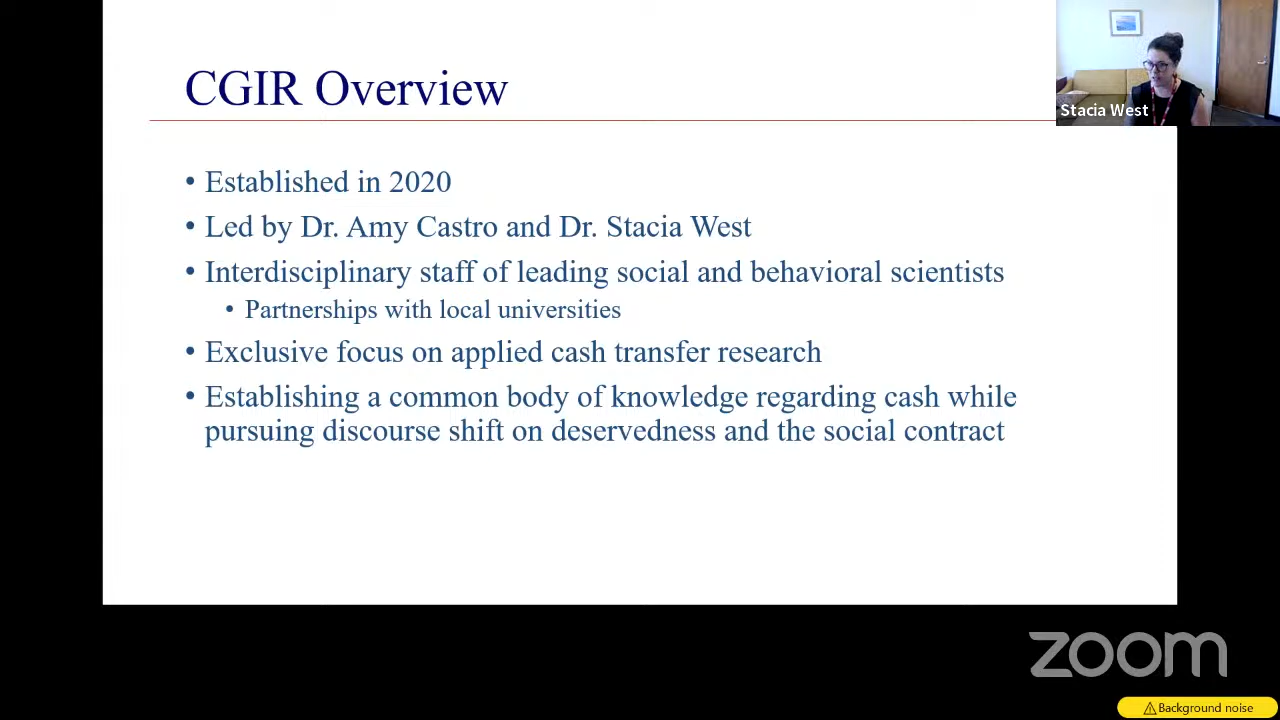 CGIR Overview
Stacia West
• Established in 2020
• Led by Dr. Amy Castro and Dr. Stacia West
• Interdisciplinary staff of leading social and behavioral scientists
• Partnerships with local universities
• Exclusive focus on applied cash transfer research
• Establishing a common body of knowledge regarding cash while
pursuing discourse shift on deservedness and the social contract
zoom
Background noise